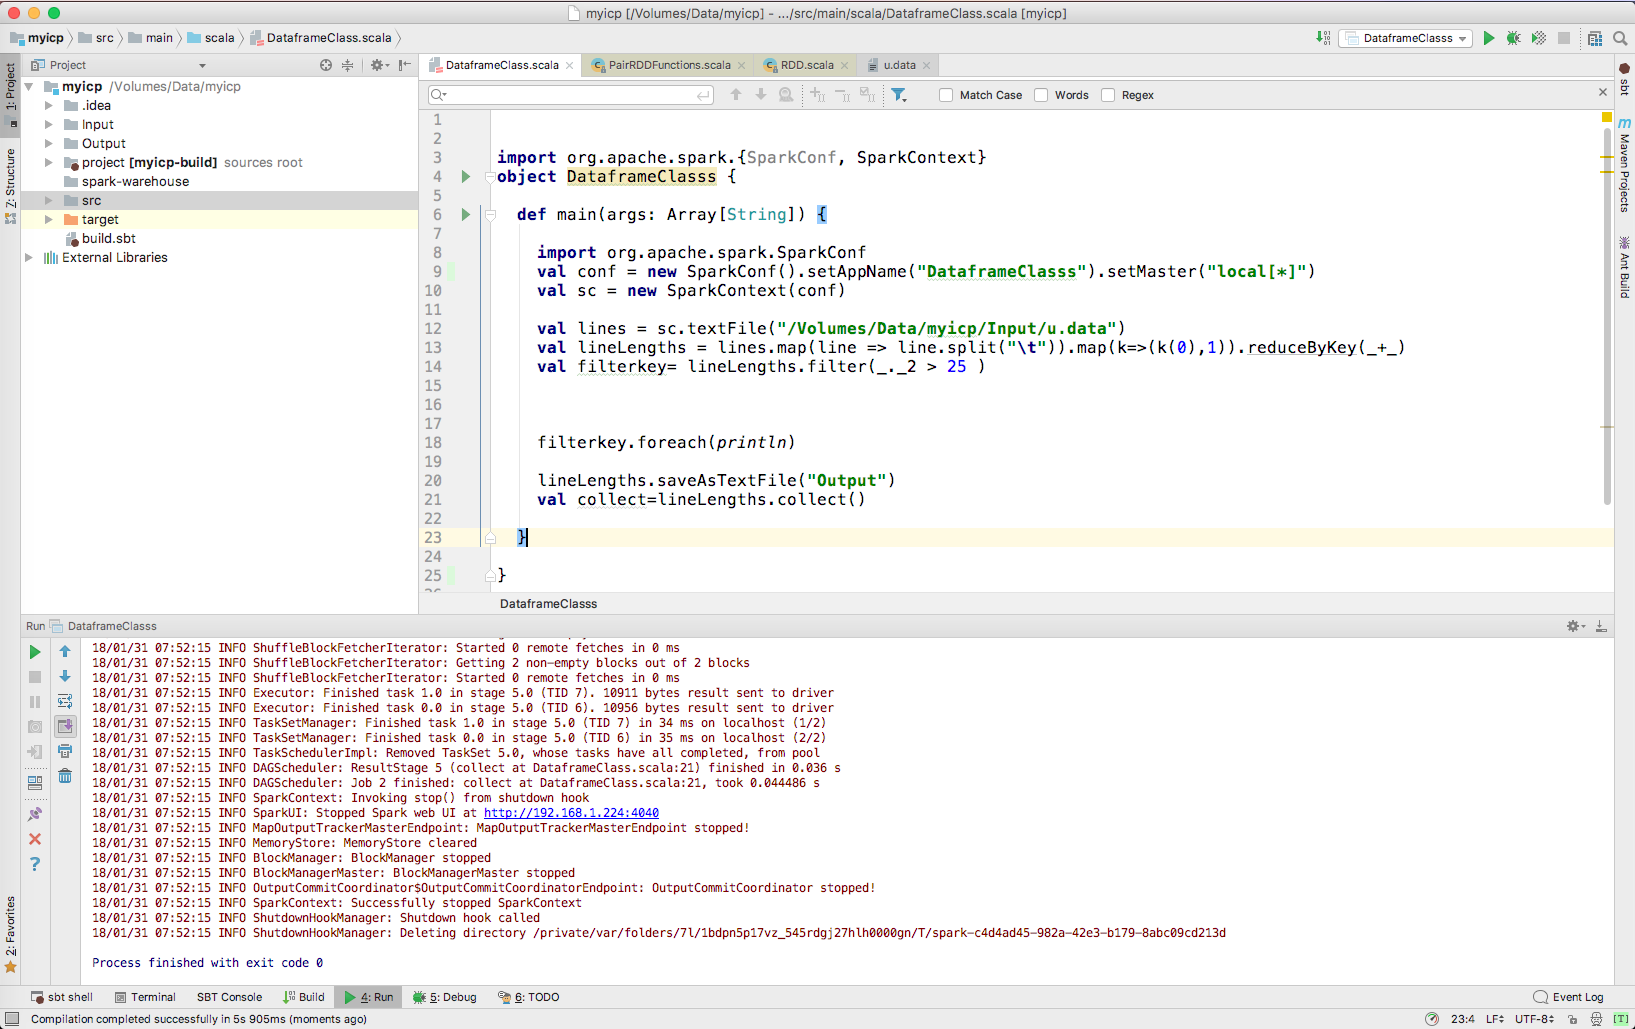 myicp [/Volumes/Data/myicp] - .../src/main/scala/DataframeClass.scala [myicp]
myicp src main scala DataframeClass.scala
DataframeClasss
1: Project
Z: Structure
2: Favorites
Project
myicp /Volumes/Data/myicp
.idea
Input
Output
project [myicp-build] sources root
spark-warehouse
src
target
build.sbt
External Libraries
DataframeClass.scala PairRDDFunctions.scala RDD.scala u.data
Match Case Words Regex
1
2
3 import org.apache.spark.{SparkConf, SparkContext}
4 object DataframeClasss {
5
6 def main(args: Array[String]) {
7
8 import org.apache.spark.SparkConf
9 val conf = new SparkConf().setAppName("DataframeClasss").setMaster("local[*]")
10 val sc = new SparkContext(conf)
11
12 val lines = sc.textFile("/Volumes/Data/myicp/Input/u.data")
13 val lineLengths = lines.map(line => line.split("\t")).map(k=>(k(0),1)).reduceByKey(_+_)
14 val filterkey= lineLengths.filter(_._2 > 25 )
15
16
17
18 filterkey.foreach(println)
19
20 lineLengths.saveAsTextFile("Output")
21 val collect=lineLengths.collect()
22
23 }
24
25 }
DataframeClasss
sbt
m Maven Projects
Ant Build
Run DataframeClasss
18/01/31 07:52:15 INFO ShuffleBlockFetcherIterator: Started 0 remote fetches in 0 ms
18/01/31 07:52:15 INFO ShuffleBlockFetcherIterator: Getting 2 non-empty blocks out of 2 blocks
18/01/31 07:52:15 INFO ShuffleBlockFetcherIterator: Started 0 remote fetches in 0 ms
18/01/31 07:52:15 INFO Executor: Finished task 1.0 in stage 5.0 (TID 7). 10911 bytes result sent to driver
18/01/31 07:52:15 INFO Executor: Finished task 0.0 in stage 5.0 (TID 6). 10956 bytes result sent to driver
18/01/31 07:52:15 INFO TaskSetManager: Finished task 1.0 in stage 5.0 (TID 7) in 34 ms on localhost (1/2)
18/01/31 07:52:15 INFO TaskSetManager: Finished task 0.0 in stage 5.0 (TID 6) in 35 ms on localhost (2/2)
18/01/31 07:52:15 INFO TaskSchedulerImpl: Removed TaskSet 5.0, whose tasks have all completed, from pool
18/01/31 07:52:15 INFO DAGScheduler: ResultStage 5 (collect at DataframeClass.scala:21) finished in 0.036 s
18/01/31 07:52:15 INFO DAGScheduler: Job 2 finished: collect at DataframeClass.scala:21, took 0.044486 s
18/01/31 07:52:15 INFO SparkContext: Invoking stop() from shutdown hook
18/01/31 07:52:15 INFO SparkUI: Stopped Spark web UI at http://192.168.1.224:4040
18/01/31 07:52:15 INFO MapOutputTrackerMasterEndpoint: MapOutputTrackerMasterEndpoint stopped!
18/01/31 07:52:15 INFO MemoryStore: MemoryStore cleared
18/01/31 07:52:15 INFO BlockManager: BlockManager stopped
18/01/31 07:52:15 INFO BlockManagerMaster: BlockManagerMaster stopped
18/01/31 07:52:15 INFO OutputCommitCoordinator$OutputCommitCoordinatorEndpoint: OutputCommitCoordinator stopped!
18/01/31 07:52:15 INFO SparkContext: Successfully stopped SparkContext
18/01/31 07:52:15 INFO ShutdownHookManager: Shutdown hook called
18/01/31 07:52:15 INFO ShutdownHookManager: Deleting directory /private/var/folders/7l/1bdpn5p17vz_545rdgj27hlh0000gn/T/spark-c4d4ad45-982a-42e3-b179-8abc09cd213d
Process finished with exit code 0
sbt shell Terminal SBT Console Build 4: Run 5: Debug 6: TODO Event Log
Compilation completed successfully in 5s 905ms (moments ago) 23:4 LF UTF-8 [T]